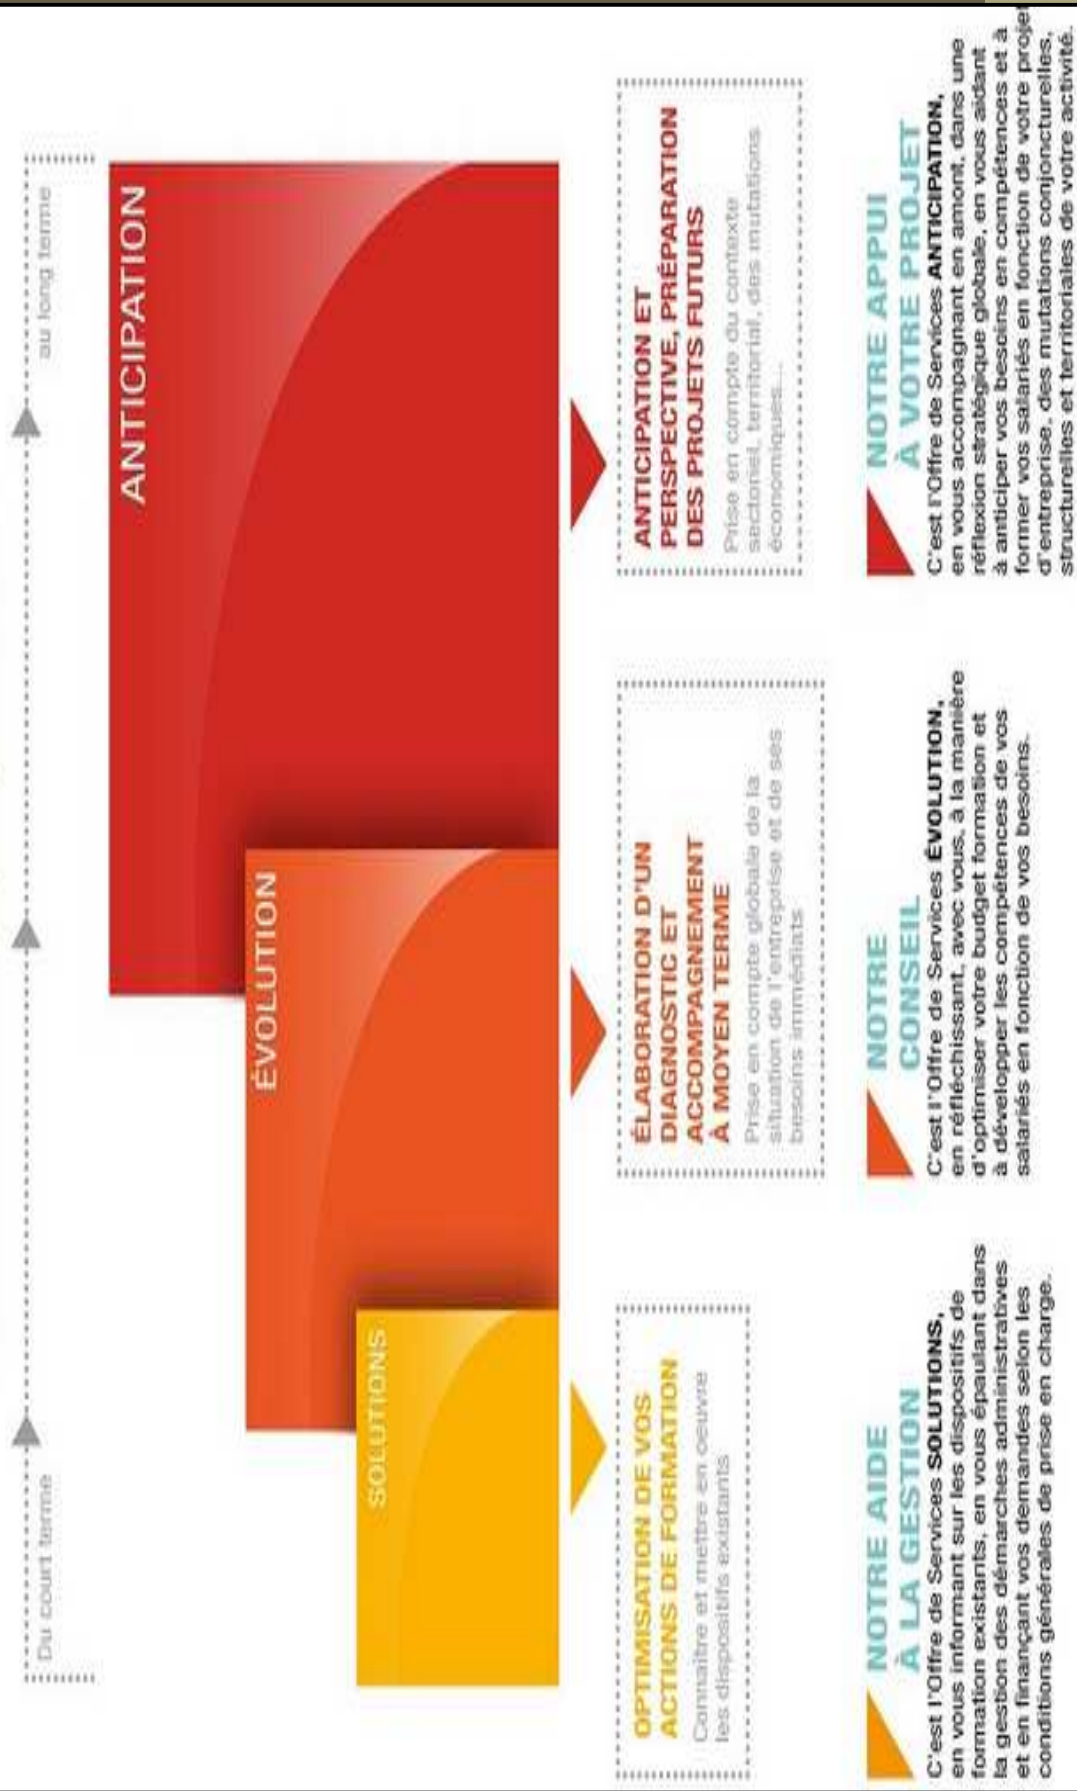 Du court terme
au long terme
SOLUTIONS
ÉVOLUTION
ANTICIPATION
OPTIMISATION DE VOS
ACTIONS DE FORMATION
Connaître et mettre en oeuvre
les dispositifs existants
ÉLABORATION D'UN
DIAGNOSTIC ET
ACCOMPAGNEMENT
À MOYEN TERME
Prise en compte globale de la
situation de l'entreprise et de ses
besoins immédiats
ANTICIPATION ET
PERSPECTIVE, PRÉPARATION
DES PROJETS FUTURS
Prise en compte du contexte
sectoriel, territorial, des mutations
économiques...
NOTRE AIDE
À LA GESTION
C'est l'Offre de Services SOLUTIONS,
en vous informant sur les dispositifs de
formation existants, en vous épaulant dans
la gestion des démarches administratives
et en finançant vos demandes selon les
conditions générales de prise en charge.
NOTRE
CONSEIL
C'est l'Offre de Services ÉVOLUTION,
en réfléchissant, avec vous, à la manière
d'optimiser votre budget formation et
à développer les compétences de vos
salariés en fonction de vos besoins.
NOTRE APPUI
À VOTRE PROJET
C'est l'Offre de Services ANTICIPATION,
en vous accompagnant en amont, dans une
réflexion stratégique globale, en vous aidant
à anticiper vos besoins en compétences et à
former vos salariés en fonction de votre projet
d'entreprise, des mutations conjoncturelles,
structurelles et territoriales de votre activité.